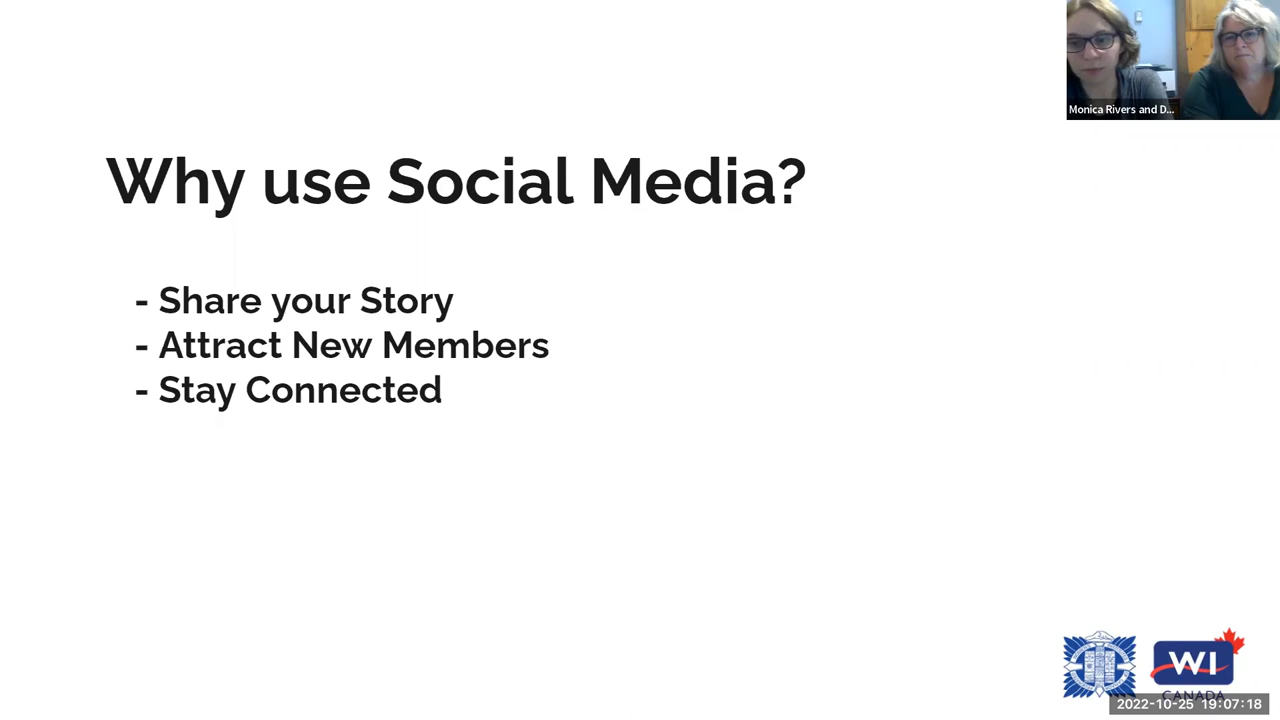 Monica Rivers and D...
Why use Social Media?
- Share your Story
- Attract New Members
- Stay Connected
WI
CANADA
2022-10-25 19:07:18